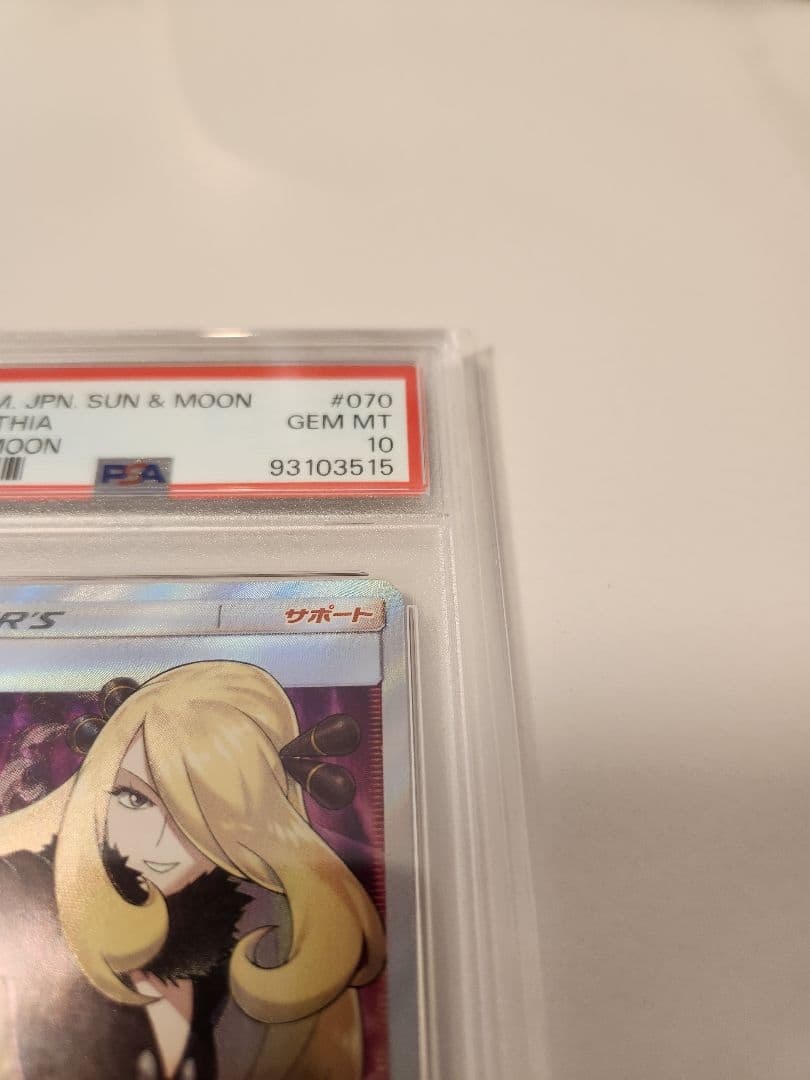 M. JPN. SUN & MOON #070
THIA GEM MT
MOON 10
PSA 93103515
R'S サポート